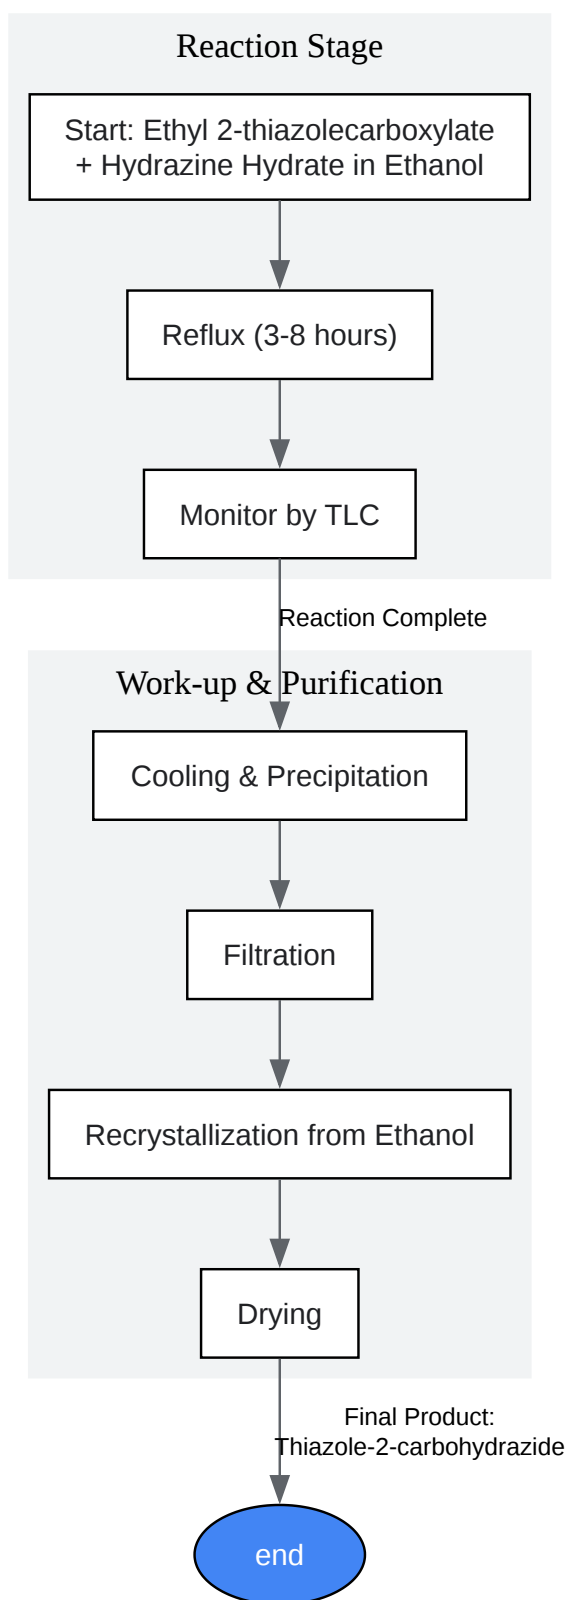 Reaction Stage
Start: Ethyl 2-thiazolecarboxylate
+ Hydrazine Hydrate in Ethanol
Reflux (3-8 hours)
Monitor by TLC
Reaction Complete
Work-up & Purification
Cooling & Precipitation
Filtration
Recrystallization from Ethanol
Drying
Final Product:
Thiazole-2-carbohydrazide
end